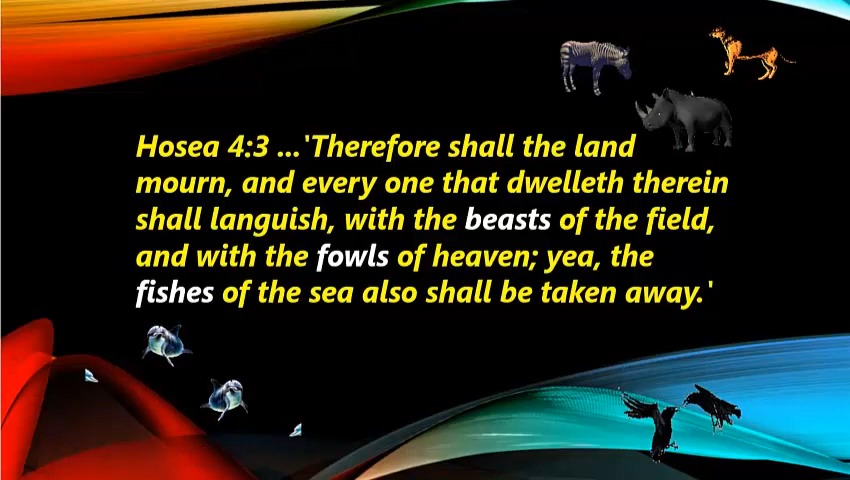 Hosea 4:3 ...'Therefore shall the land
mourn, and every one that dwelleth therein
shall languish, with the beasts of the field,
and with the fowls of heaven; yea, the
fishes of the sea also shall be taken away.'